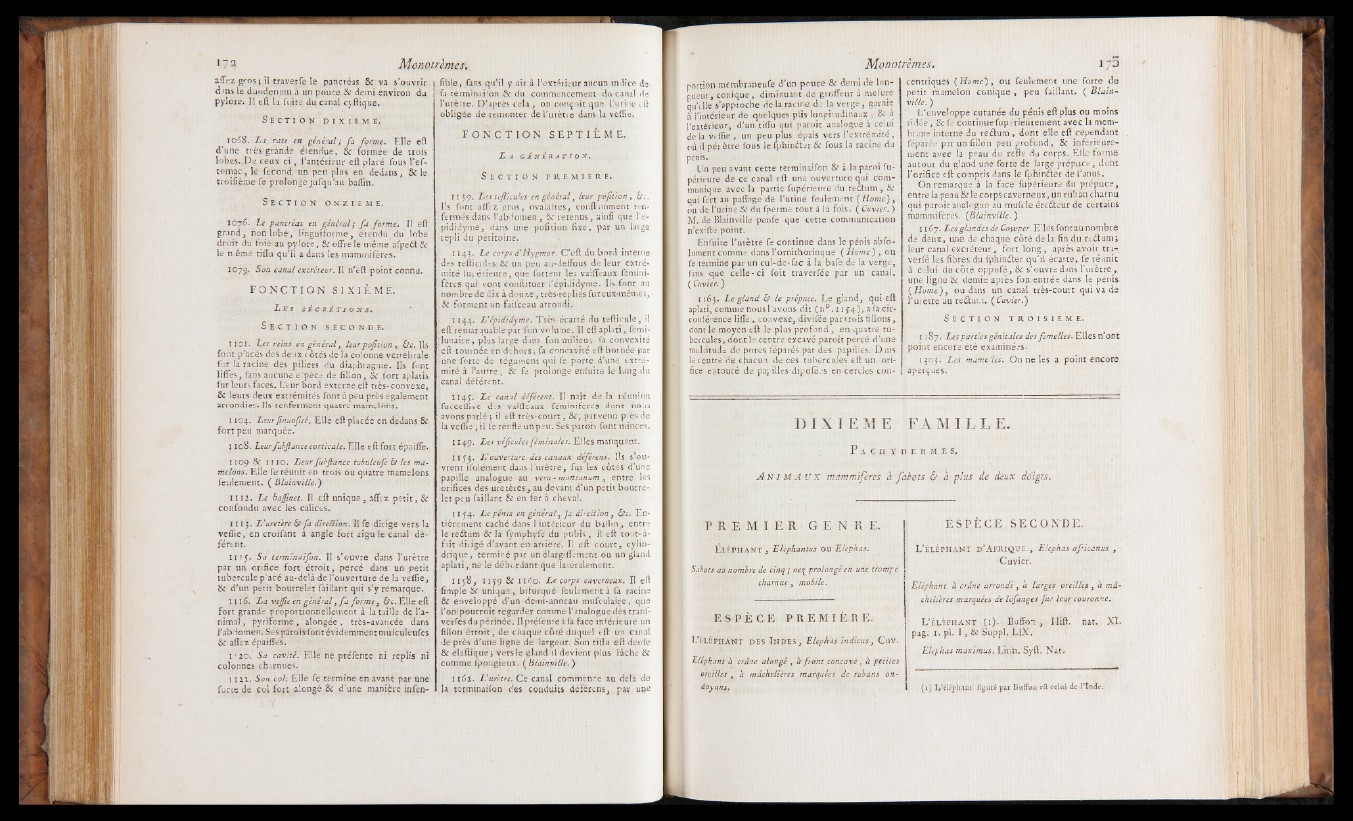 172 Monotrèmes.
assez gros; il traverse le pancréas & va s'ouvrir
dans le duodenum à un pouce & demi environ du
pylore. Il est la suite du canal cystique.
SECTION DIXIÈME.
1068. La rate en général, sa forme. Elle est
d'une très-grande étendue, & formée de trois
lobes. De ceux ci, l'antérieur est placé sous l'es-
tomac, le second un peu plus en dedans, & le
troisième se prolonge jusqu'au bassin.
SECTION ONZIEME.
1076. Le pancréas en général; sa forme. Il est
grand, non lobé, linguiforme, étendu du lobe
droit du foie au pylore, & offre le même aspect &
le même tissu qu'il a dans les mammifères.
1079. Son canal excréteur. Il n'est point connu.
FONCTION SIXIÈME.
LES SÉCRÉTIONS.
SECTION SECONDE.
1101. Les reins en général, leur position, &c. Ils
sont placés des deux côtés de la colonne vertébrale
sur la racine des piliers du diaphragme. Ils sont
lisses, sans aucune espèce de sillon, & fort aplatis
sur leurs faces. Leur bord externe est très-convexe,
& leurs deux extrémités sont à peu près également
arrondies. Ils renferment quatre mamelons.
1104. Leur sinuosité. Elle est placée en dedans &
fort peu marquée.
1108. Leur substance corticale. Elle est fort épaisse.
1109 & 1110. Leur substance tubuleuse & les ma-
melons. Elle se réunit en trois ou quatre mamelons
seulement. (Blainville.)
1112. Le bassinet. Il est unique, assez petit, &
confondu avec les calices.
1113. L'uretère & sa direction. Il se dirige vers la
vessie, en croisant à angle fort aigu le canal dé-
férent.
1115. Sa terminaison. Il s'ouvre dans l'urètre
par un orifice fort étroit, percé dans un petit
tubercule placé au-delà de l'ouverture de la vessie,
& d'un petit bourrelet saillant qui s'y remarque.
1116. La vessie en général, sa forme, &c. Elle est
fort grande proportionnellement à la taille de l'a-
nimal, pyriforme, alongée, très-avancée dans
l'abdomen. Ses parois sont évidemment musculeuses
& assez épaisses.
1120. Sa cavité. Elle ne présente ni replis ni
colonnes charnues.
1121. Son col. Elle se termine en avant par une
sorte de col fort alongé & d'une manière insen-
sible, sans qu'il y ait à l'extérieur aucun indice de
sa terminaison & du commencement du canal de
l'urètre. D'après cela, on conçoit que l'urine est
obligée de remonter de l'urètre dans la vessie.
FONCTION SEPTIÈME.
LA GÉNÉRATION.
SECTION PREMIERE.
1139. Les testicules en général, leur position, &c.
Ils sont assez gros, ovalaires, constamment ren-
fermés dans l'abdomen, & retenus, ainsi que l'é-
pididyme, dans une position fixe, par un large
repli du péritoine.
1143. Le corps d'Hygmor. C'est du bord interne
des testicules & un peu au-dessous de leur extré-
mité supérieure, que sortent les vaisseaux sémini-
fères qui vont constituer l'épididyme. Ils sont au
nombre de dix à douze, très-repliés sur eux-mêmes,
& forment un faisceau arrondi.
1144. L'épididyme. Très écarté du testicule, il
est remarquable par son volume. Il est aplati, semi-
lunaire, plus large dans son milieu; sa convexité
est tournée en dehors, sa concavité est bornée par
une sorte de tégument qui se porte d'une extré-
mité à l'autre, & se prolonge ensuite le long du
canal déférent.
1145. Le canal déférent. Il naît de la réunion
successive des vaisseaux séminifères dont nous
avons parlé; il est très-court, &, parvenu près de
la vessie, il se renfle un peu. Ses parois sont minces.
1149. Les vésicules séminales. Elles manquent.
1153. L'ouverture des canaux déférens. Ils s'ou-
vrent isolément dans l'urètre, sur les côtés d'une
papille analogue au veru-montanum, entre les
orifices des uretères, au devant d'un petit bourre-
let peu saillant & en fer à cheval.
1154. Le pénis en général, sa direction, &c. En-
tièrement caché dans l'intérieur du bassin, entre
le rectum & la symphyse du pubis, il est tout-à-
fait dirigé d'avant en arrière. Il est court, cylin-
drique, terminé par un élargissement ou un gland
aplati, ne le débordant que latéralement.
1158, 1159 & 1160. Le corps caverneux. Il est
simple & unique, bifurqué seulement à sa racine
& enveloppé d'un demi-anneau musculaire, que
l'on pourroit regarder comme l'analogue des trans-
verses du périnée. Il présente à sa face inférieure un
sillon étroit, de chaque côté duquel est un canal
de près d'une ligne de largeur. Son tissu est dense
& élastique; vers le gland il devient plus lâche &
comme spongieux. (Blainville.)
1162. L'urètre. Ce canal commence au delà de
la terminaison des conduits déférens, par une
Monotrèmes. 173
portion membraneuse d'un pouce & demi de lon-
gueur, conique, diminuant de grosseur à mesure
qu'elle s'approche de la racine de la verge, garnie
à l'intérieur de quelques plis longitudinaux, & à
l'extérieur, d'un tissu qui paroît analogue à celui
de la vessie, un peu plus épais vers l'extrémité,
où il pénètre sous le sphincter & sous la racine du
pénis.
Un peu avant cette terminaison & à la paroi su-
périeure de ce canal est une ouverture qui com-
munique avec la partie supérieure du rectum, &
qui sert au passage de l'urine seulement (Home),
ou de l'urine & du sperme tout à la fois. (Cuvier.)
M. de Blainville pense que cette communication
n'existe point.
Ensuite l'urètre se continue dans le pénis abso-
lument comme dans l'ornithorinque (Home), ou
se termine par un cul-de-sac à la base de la verge,
sans que celle-ci soit traversée par un canal.
(Cuvier.)
1163. Le gland & le prépuce. Le gland, qui est
aplati, comme nous l'avons dit (n°. 1154), a la cir-
conférence lisse, convexe, divisée par trois sillons,
dont le moyen est le plus profond, en quatre tu-
bercules, dont le centre excavé paroît percé d'une
multitude de pores séparés par des papilles. Dans
le centre de chacun de ces tubercules est un ori-
fice entouré de papilles disposées en cercles con-
centriques (Home), ou seulement une sorte de
petit mamelon conique, peu saillant. (Blain-
ville.)
L'enveloppe cutanée du pénis est plus ou moins
ridée, & se continue supérieurement avec la mem-
brane interne du rectum, dont elle est cependant
séparée par un sillon peu profond, & inférieure-
ment avec la peau du reste du corps. Elle forme
autour du gland une sorte de large prépuce, dont
l'orifice est compris dans le sphincter de l'anus.
On remarque à la face supérieure du prépuce,
entre la peau & le corps caverneux, un ruban charnu
qui paroît analogue au muscle érecteur de certains
mammifères. (Blainville.)
1167. Les glandes de Cowper. Elles sont au nombre
de deux, une de chaque côté de la fin du rectum;
leur canal excréteur, fort long, après avoir tra-
versé les fibres du sphincter qu'il écarte, se réunit
à celui du côté opposé, & s'ouvre dans l'urètre,
une ligne & demie après son entrée dans le pénis
(Home), ou dans un canal très-court qui va de
l'urètre au rectum. (Cuvier.)
SECTION TROISIEME.
1187. Les parties génitales des femelles. Elles n'ont
point encore été examinées.
1303. Les mamelles. On ne les a point encore
aperçues.
DIXIEME FAMILLE.
PACHYDERMES.
ANIMAUX mammifères à sabots & à plus de deux doigts.
PREMIER GENRE.
ÉLÉPHANT, Elephantus ou Elephas.
Sabots au nombre de cinq; nez prolongé en une trompe
charnue, mobile.
ESPÈCE PREMIÈRE.
L'ÉLÉPHANT DES INDES, Elephas indicus, Cuv.
Eléphant à crâne alongé, à front concave, à petites
oreilles, à mâchelières marquées de rubans on-
doyans.
ESPÈCE SECONDE.
L'ÉLÉPHANT D'AFRIQUE, Elephas africanus,
Cuvier.
Eléphant à crâne arrondi, à larges oreilles, à mâ-
chelières marquées de losanges sur leur couronne.
L'ÉLÉPHANT (1). Buffon, Hist. nat. XI.
pag. 1. pl. I, & Suppl. LIX.
Elephas maximus. Linn. Syst. Nat.
(1) L'éléphant figuré par Buffon est celui de l'Inde.